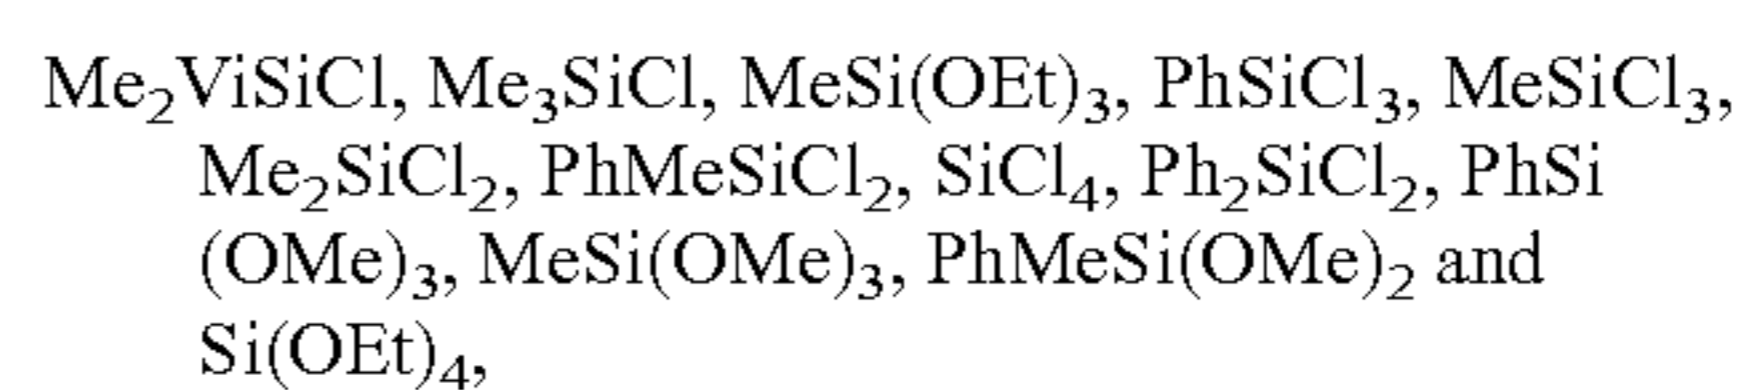 Me₂ViSiCl, Me₃SiCl, MeSi(OEt)₃, PhSiCl₃, MeSiCl₃,
Me₂SiCl₂, PhMeSiCl₂, SiCl₄, Ph₂SiCl₂, PhSi
(OMe)₃, MeSi(OMe)₃, PhMeSi(OMe)₂ and
Si(OEt)₄,